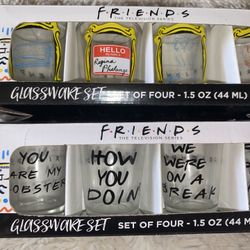 F·R·I·E·N·D·S
THE TELEVISION SERIES
HELLO
Regina
Phalange
GLASSWARE SET SET OF FOUR - 1.5 OZ (44 ML)
F·R·I·E·N·D·S
THE TELEVISION SERIES
YOU
ARE MY
LOBSTER
HOW
YOU
DOIN
WE
WERE
ON A
BREAK
GLASSWARE SET SET OF FOUR - 1.5 OZ (44 M